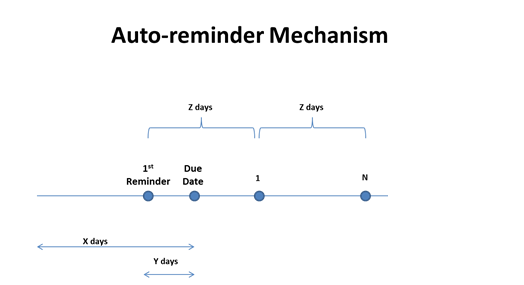 Auto-reminder Mechanism
Z days
Z days
1st
Reminder
Due
Date
1
N
X days
Y days